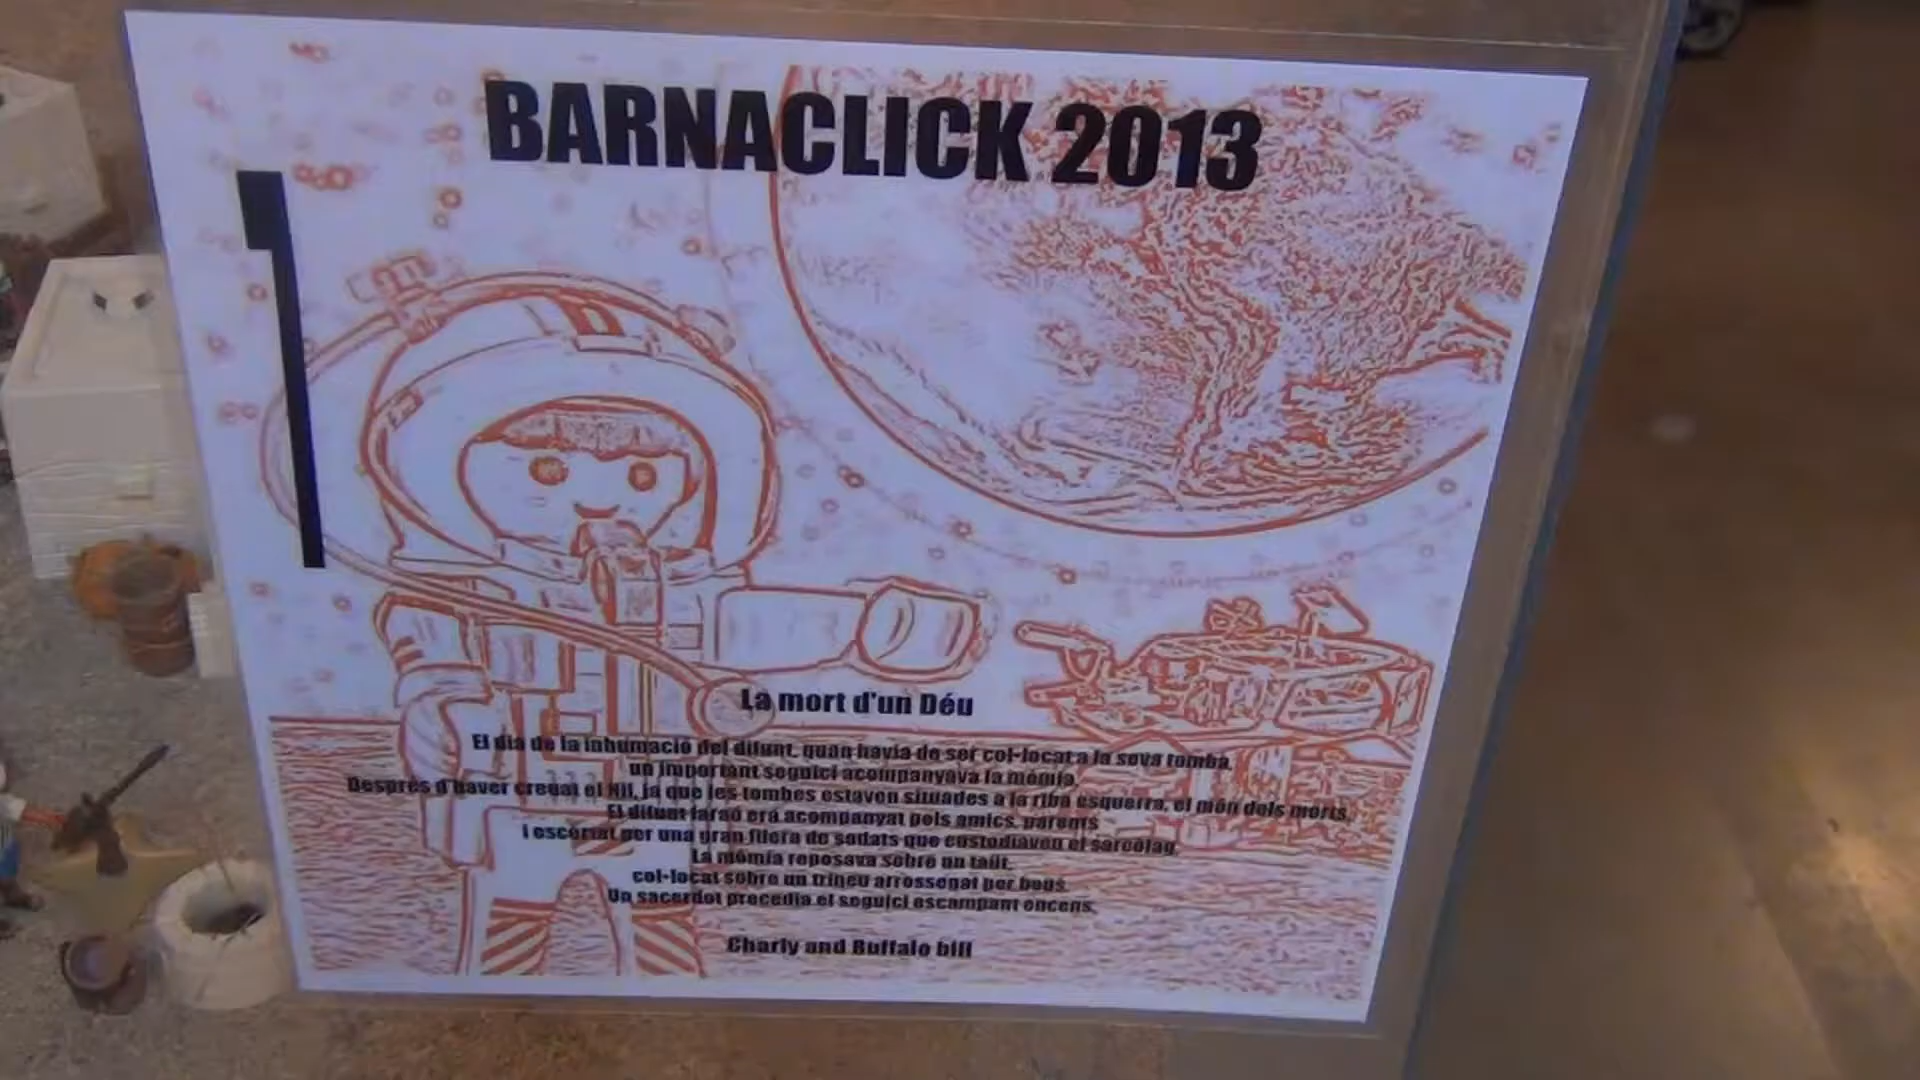 BARNACLICK 2013
1
La mort d'un Déu
El dia de la inhumació del difunt, quan havia de ser col·locat a la seva tomba,
un important seguici acompanyava la mòmia.
Després d'haver creuat el Nil, ja que les tombes estaven situades a la riba esquerra, el món dels morts.
El difunt faraó era acompanyat pels amics, parents
i escortat per una gran filera de sodats que custodiaven el sarcòfag.
La mòmia reposava sobre un taüt,
col·locat sobre un trineu arrossegat per bous.
Un sacerdot precedia el seguici escampant encens.
Charly and Buffalo bill